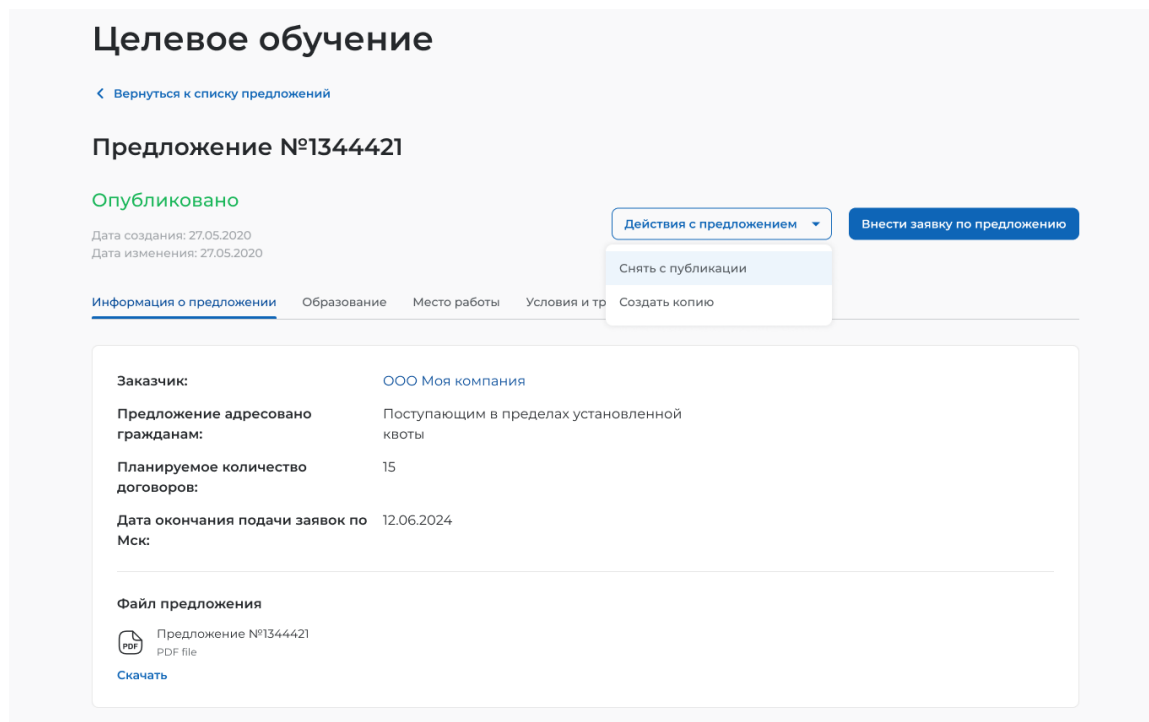 Целевое обучение
Вернуться к списку предложений
Предложение №1344421
Опубликовано
Дата создания: 27.05.2020
Дата изменения: 27.05.2020
Действия с предложением
Внести заявку по предложению
Снять с публикации
Создать копию
Информация о предложении Образование Место работы Условия и тр
Заказчик: ООО Моя компания
Предложение адресовано Поступающим в пределах установленной
гражданам: квоты
Планируемое количество 15
договоров:
Дата окончания подачи заявок по 12.06.2024
Мск:
Файл предложения
PDF
Предложение №1344421
PDF file
Скачать